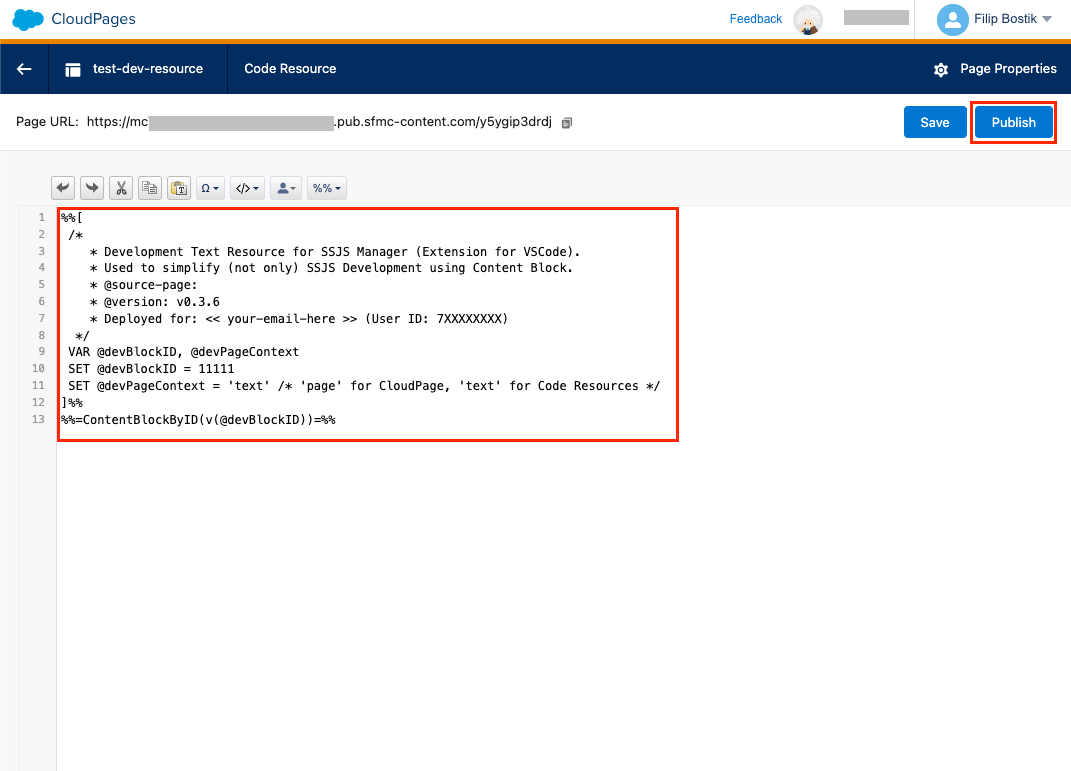 CloudPages
Feedback
Filip Bostik
test-dev-resource
Code Resource
Page Properties
Page URL: https://mc .pub.sfmc-content.com/y5ygip3drdj
Save
Publish
Ω
</>
%%
1 %%[
2 /*
3 * Development Text Resource for SSJS Manager (Extension for VSCode).
4 * Used to simplify (not only) SSJS Development using Content Block.
5 * @source-page:
6 * @version: v0.3.6
7 * Deployed for: << your-email-here >> (User ID: 7XXXXXXXX)
8 */
9 VAR @devBlockID, @devPageContext
10 SET @devBlockID = 11111
11 SET @devPageContext = 'text' /* 'page' for CloudPage, 'text' for Code Resources */
12 ]%%
13 %%=ContentBlockByID(v(@devBlockID))=%%